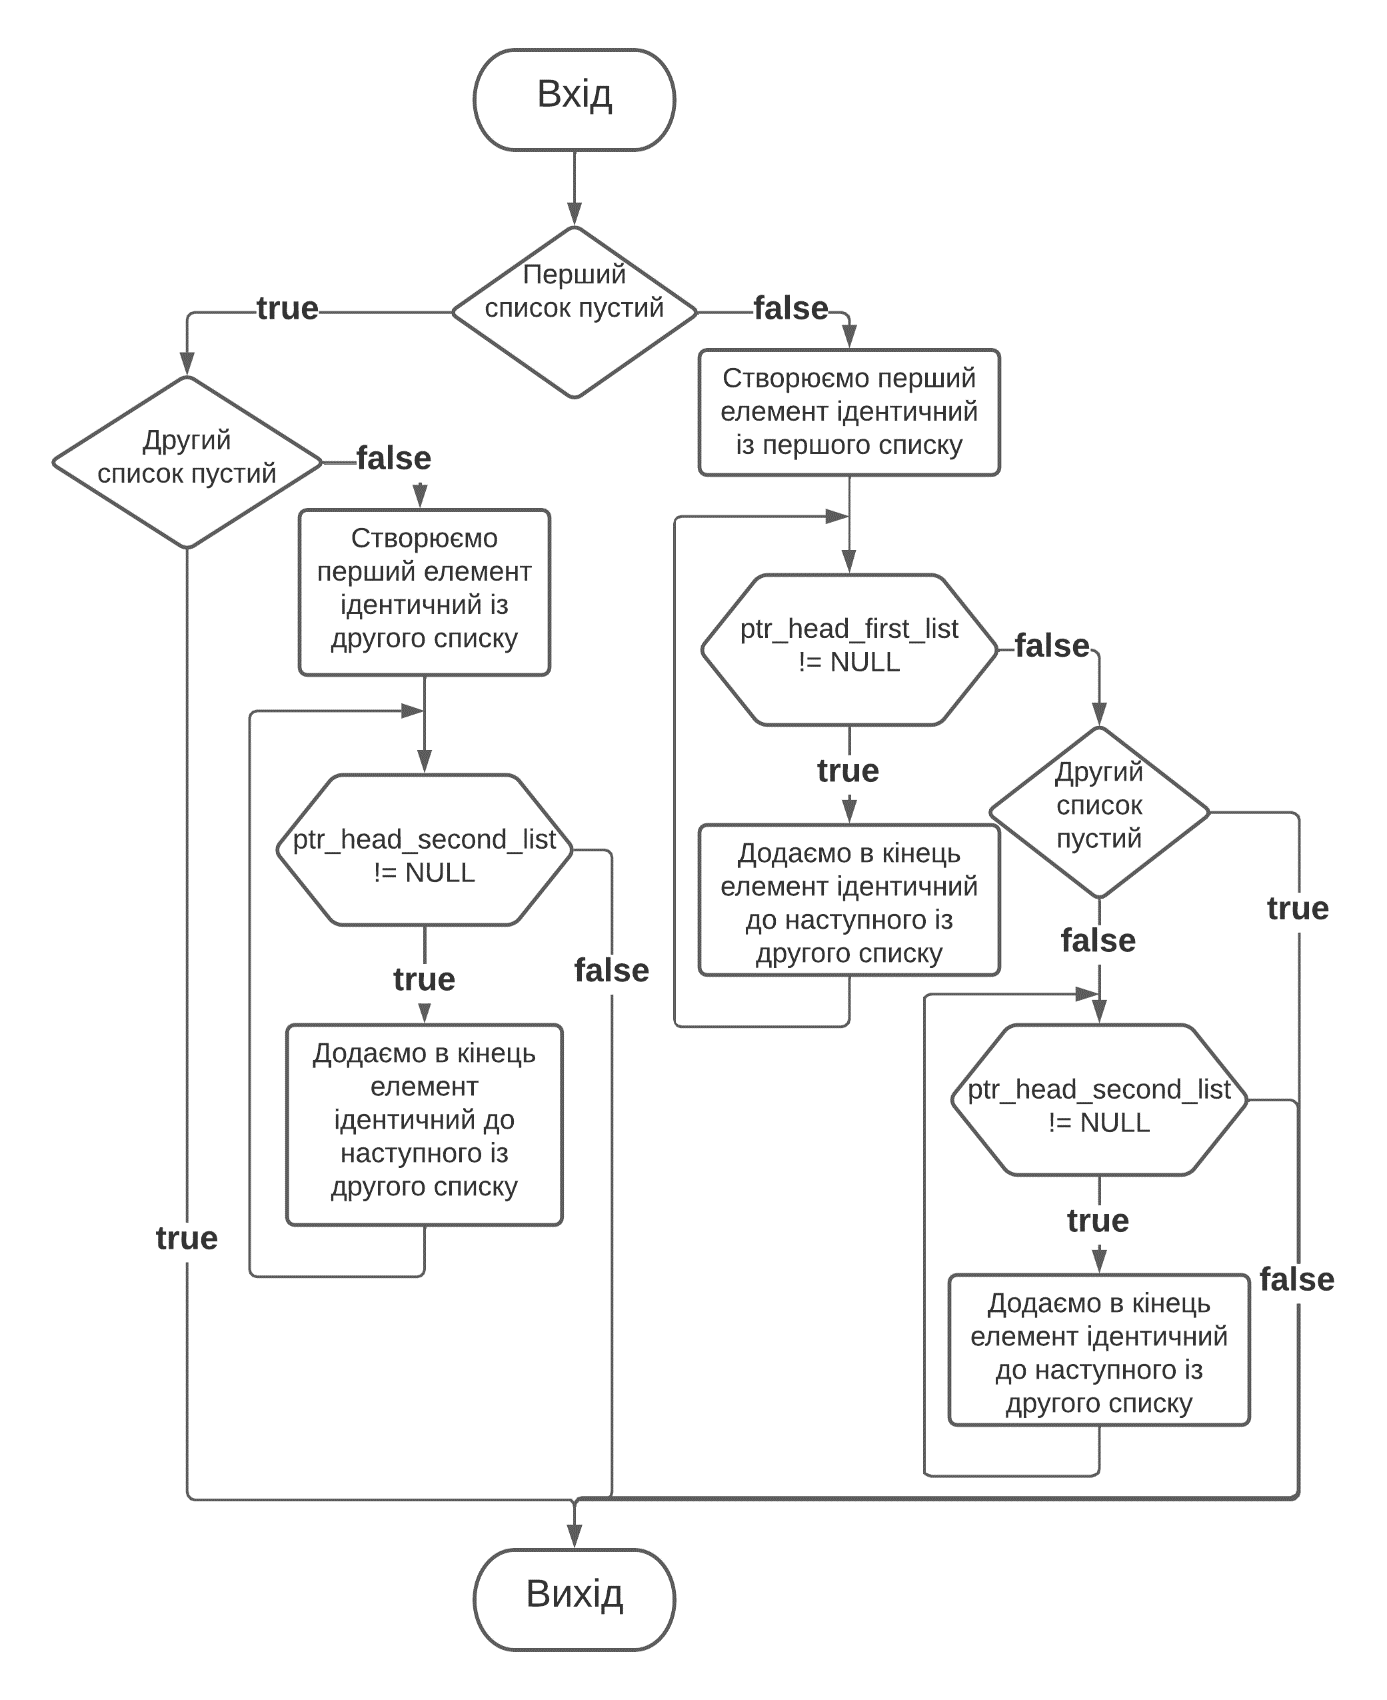 Вхід
Перший
список пустий
true
false
Створюємо перший
елемент ідентичний
із першого списку
Другий
список пустий
false
Створюємо
перший елемент
ідентичний із
другого списку
ptr_head_first_list
!= NULL
false
true
Другий
список
пустий
ptr_head_second_list
!= NULL
Додаємо в кінець
елемент ідентичний
до наступного із
другого списку
true
false
true
false
Додаємо в кінець
елемент
ідентичний до
наступного із
другого списку
ptr_head_second_list
!= NULL
true
true
false
Додаємо в кінець
елемент ідентичний
до наступного із
другого списку
Вихід